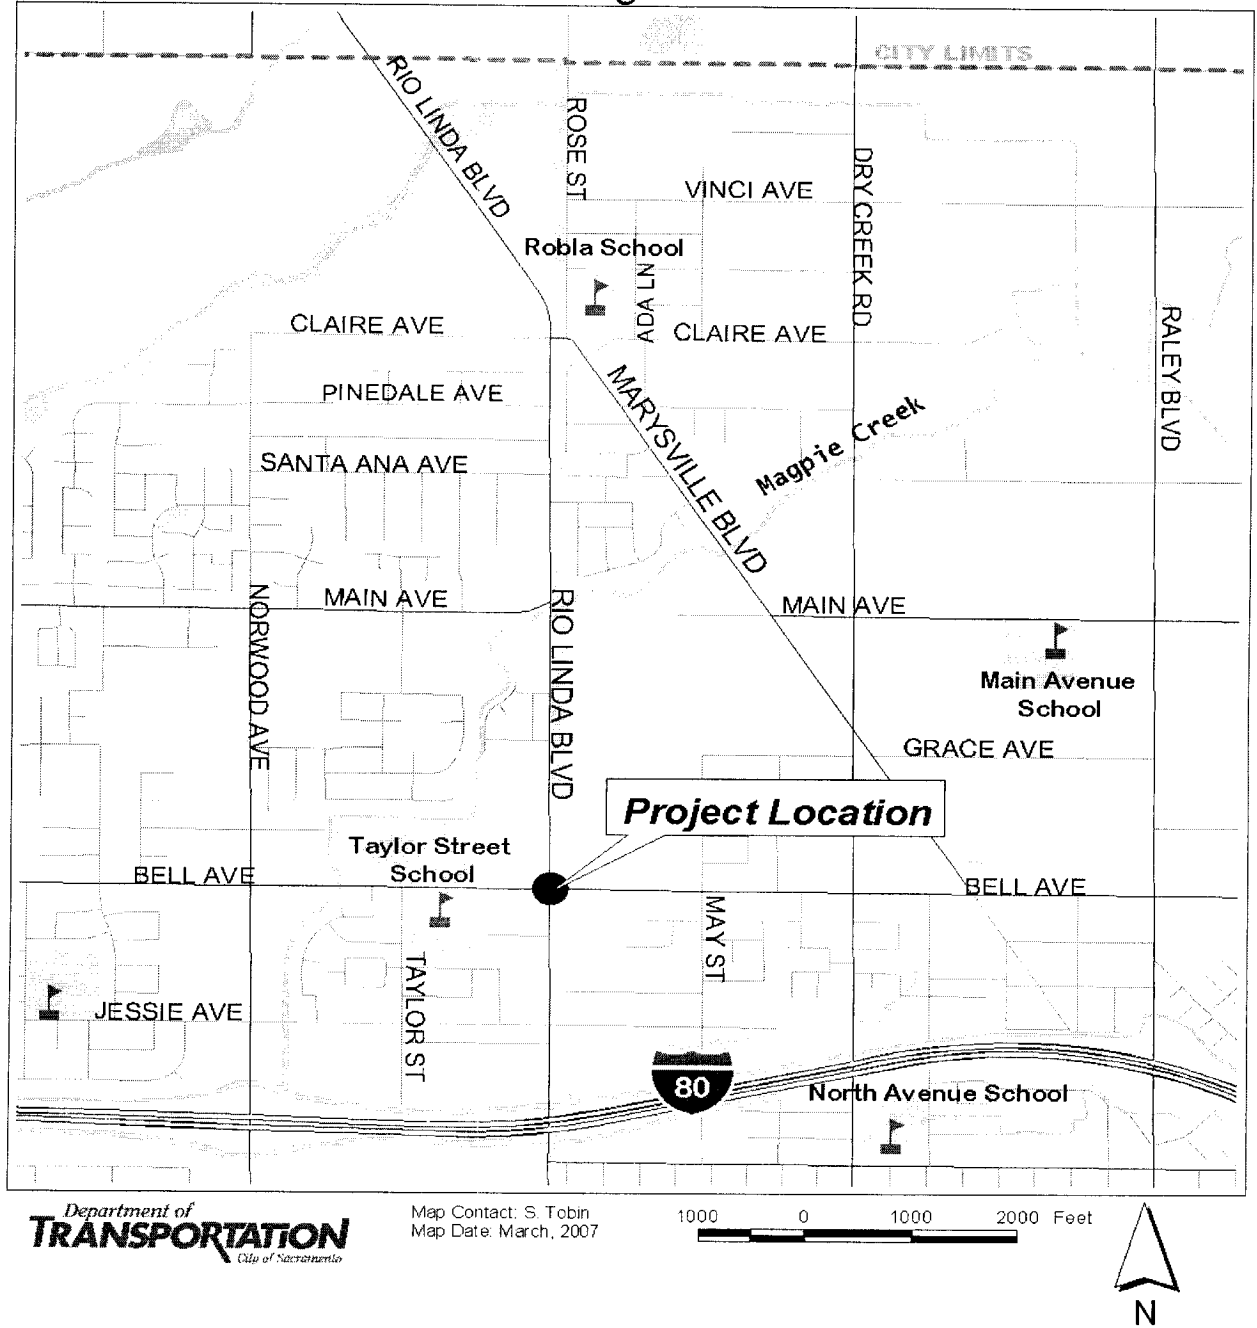 CITY LIMITS
RIO LINDA BLVD
ROSE ST
VINCI AVE
DRY CREEK RD
Robla School
ADA LN
CLAIRE AVE
CLAIRE AVE
RALEY BLVD
PINEDALE AVE
MARYSVILLE BLVD
Magpie Creek
SANTA ANA AVE
NORWOOD AVE
MAIN AVE
RIO LINDA BLVD
MAIN AVE
Main Avenue
School
GRACE AVE
Project Location
Taylor Street
School
BELL AVE
BELL AVE
MAY ST
TAYLOR ST
JESSIE AVE
80
North Avenue School
Department of
TRANSPORTATION
City of Sacramento
Map Contact: S. Tobin
Map Date: March, 2007
1000 0 1000 2000 Feet
N